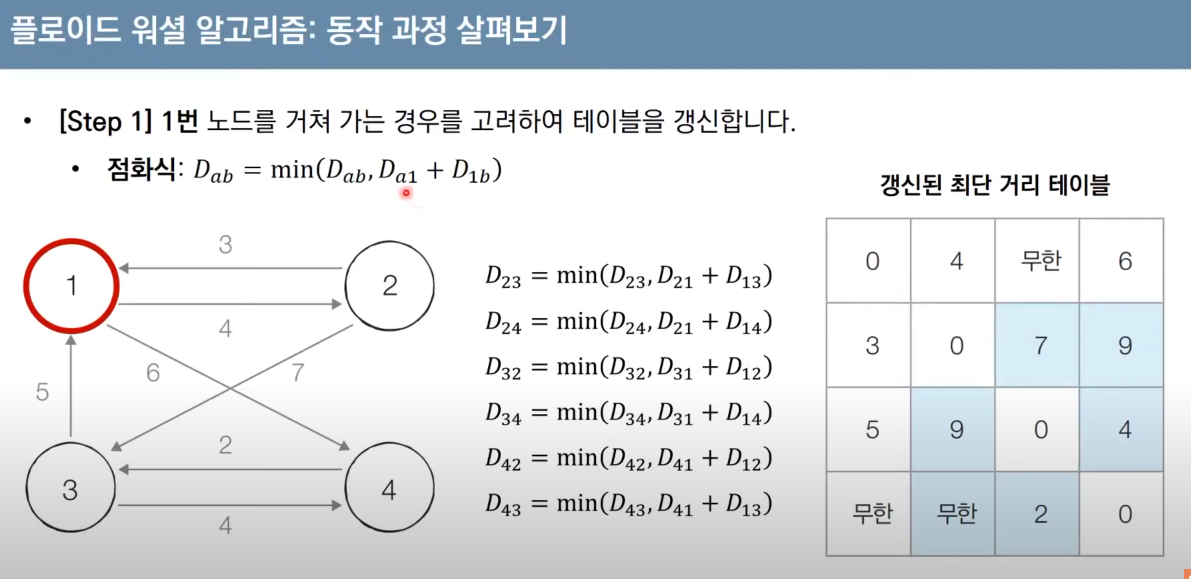 플로이드 워셜 알고리즘: 동작 과정 살펴보기
• [Step 1] 1번 노드를 거쳐 가는 경우를 고려하여 테이블을 갱신합니다.
• 점화식: D_ab = min(D_ab, D_a1 + D_1b)
갱신된 최단 거리 테이블
3
1
2
4
6
7
5
2
3
4
4
D_23 = min(D_23, D_21 + D_13)
D_24 = min(D_24, D_21 + D_14)
D_32 = min(D_32, D_31 + D_12)
D_34 = min(D_34, D_31 + D_14)
D_42 = min(D_42, D_41 + D_12)
D_43 = min(D_43, D_41 + D_13)
0 4 무한 6
3 0 7 9
5 9 0 4
무한 무한 2 0